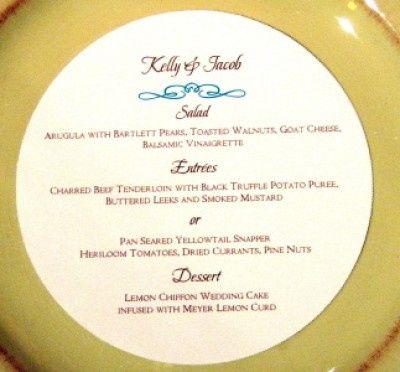 Kelly & Jacob
Salad
Arugula with Bartlett Pears, Toasted Walnuts, Goat Cheese,
Balsamic Vinaigrette
Entrées
Charred Beef Tenderloin with Black Truffle Potato Puree,
Buttered Leeks and Smoked Mustard
or
Pan Seared Yellowtail Snapper
Heirloom Tomatoes, Dried Currants, Pine Nuts
Dessert
Lemon Chiffon Wedding Cake
infused with Meyer Lemon Curd